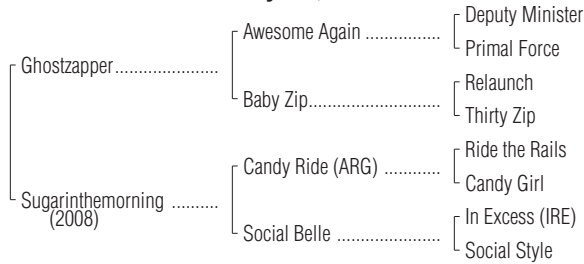 Deputy Minister
Awesome Again ................
Primal Force
Ghostzapper......................
Relaunch
Baby Zip............................
Thirty Zip
Ride the Rails
Candy Ride (ARG) ............
Candy Girl
Sugarinthemorning ..........
(2008)
In Excess (IRE)
Social Belle ......................
Social Style